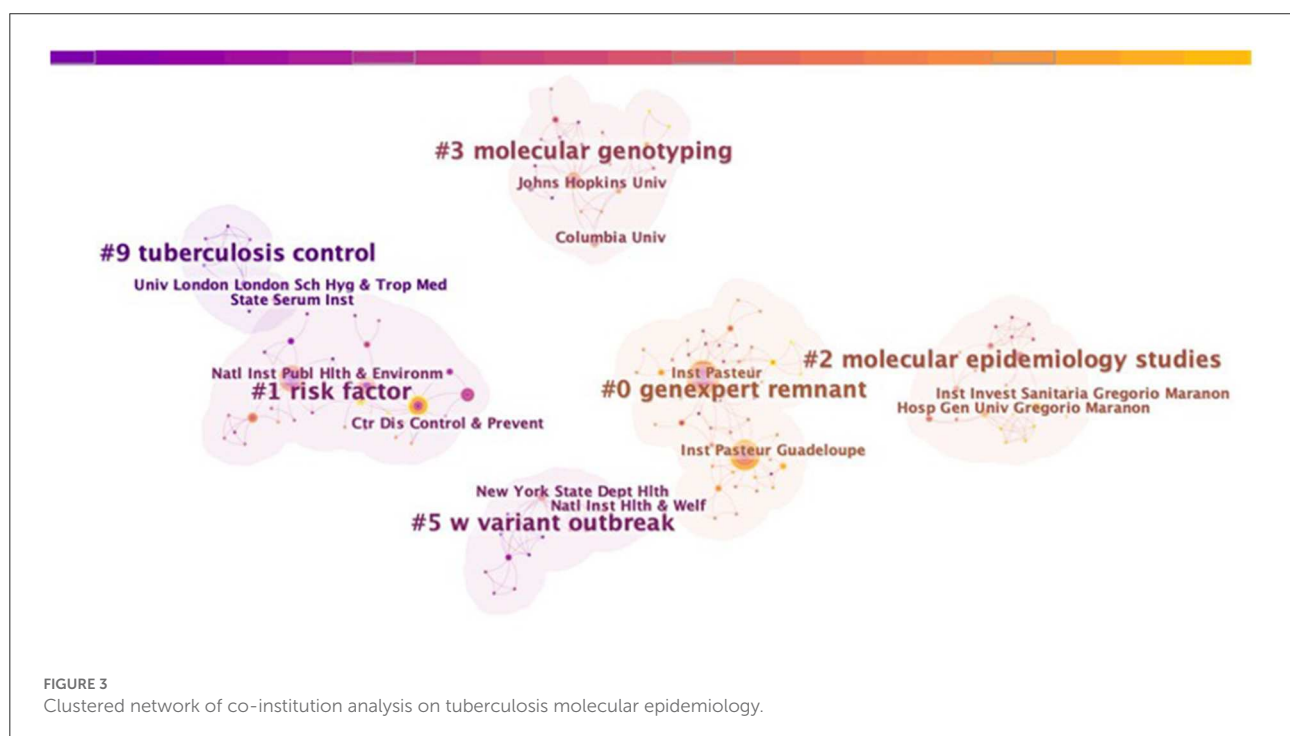 #3 molecular genotyping
Johns Hopkins Univ
Columbia Univ
#9 tuberculosis control
Univ London London Sch Hyg & Trop Med
State Serum Inst
Natl Inst Publ Hlth & Environm
#1 risk factor
Ctr Dis Control & Prevent
#2 molecular epidemiology studies
Inst Pasteur
#0 genexpert remnant
Inst Invest Sanitaria Gregorio Maranon
Hosp Gen Univ Gregorio Maranon
Inst Pasteur Guadeloupe
New York State Dept Hlth
Natl Inst Hlth & Welf
#5 w variant outbreak
FIGURE 3
Clustered network of co-institution analysis on tuberculosis molecular epidemiology.